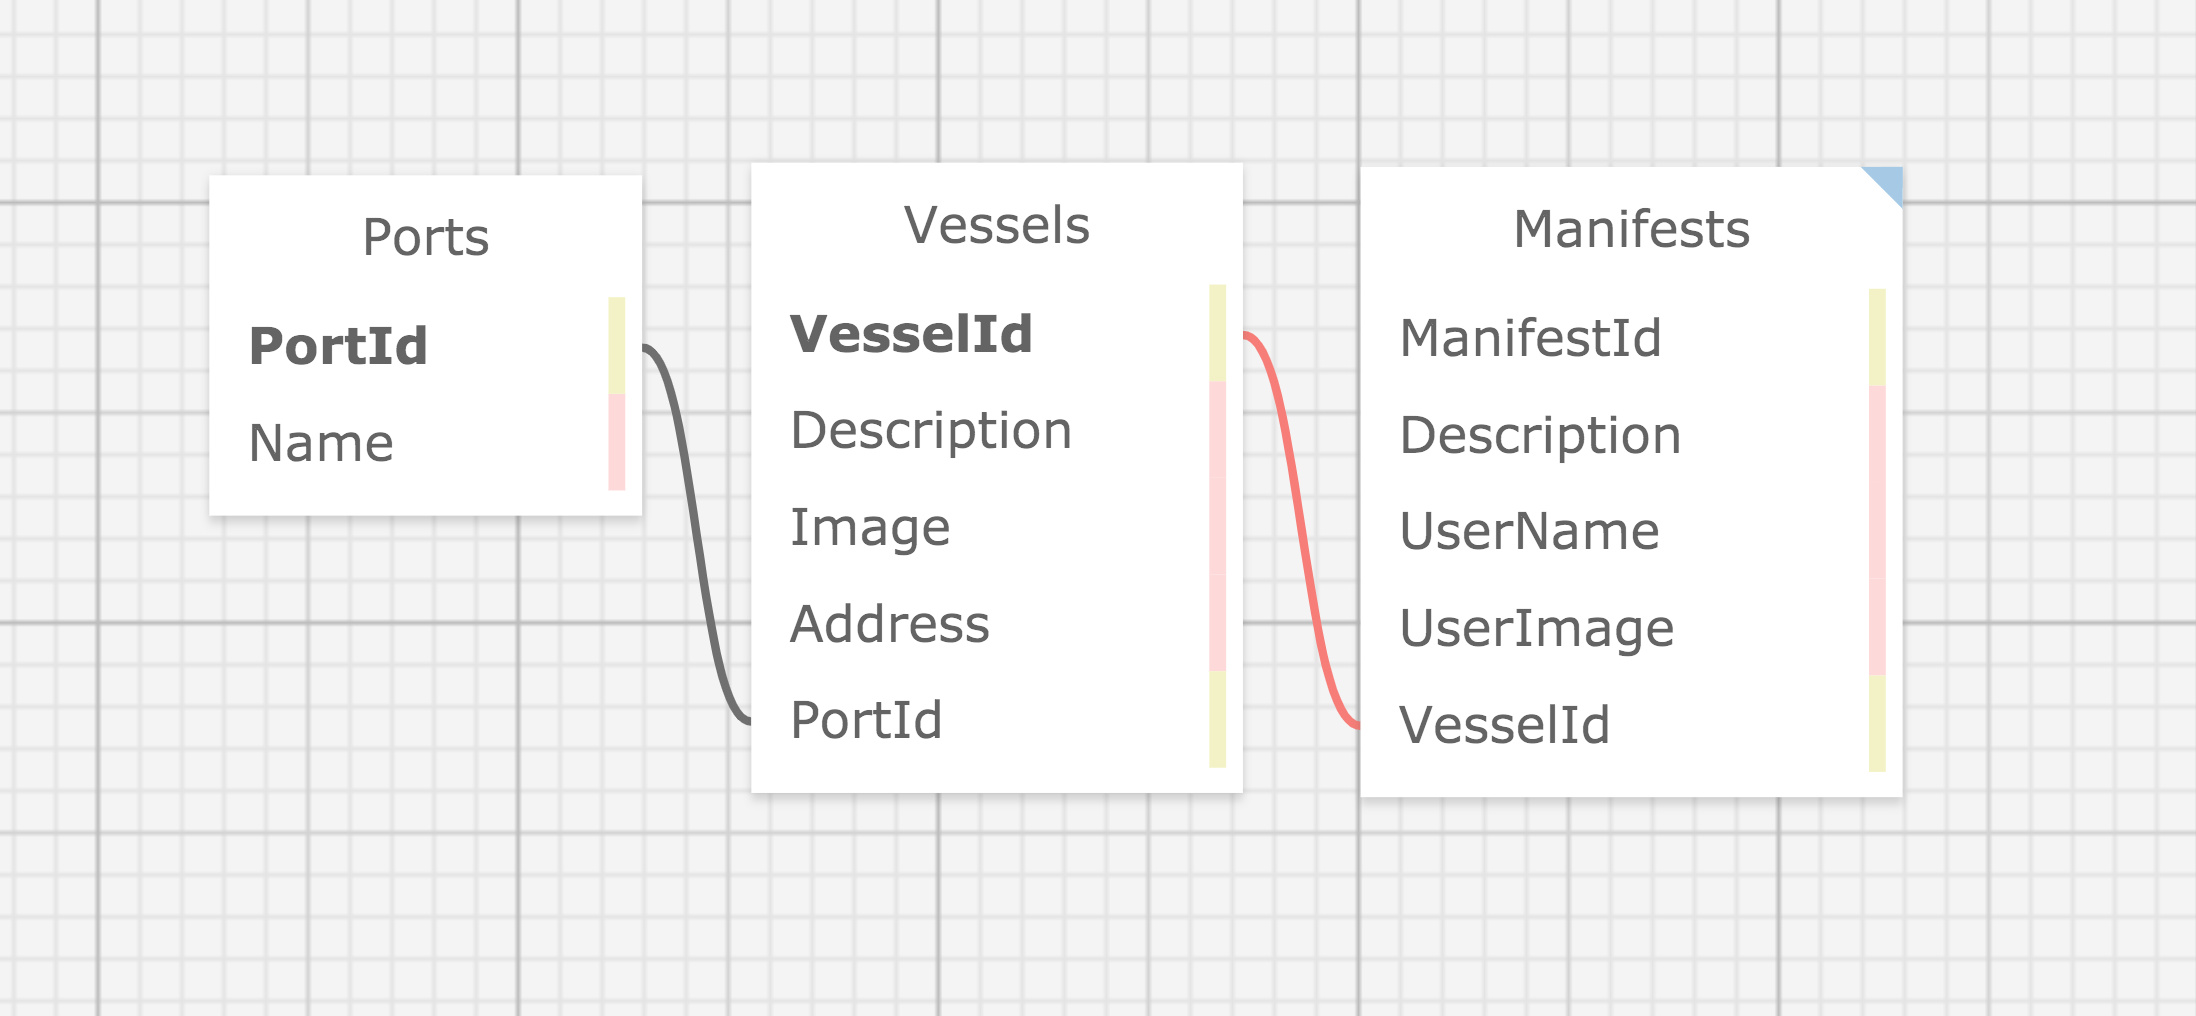 Ports
PortId
Name
Vessels
VesselId
Description
Image
Address
PortId
Manifests
ManifestId
Description
UserName
UserImage
VesselId